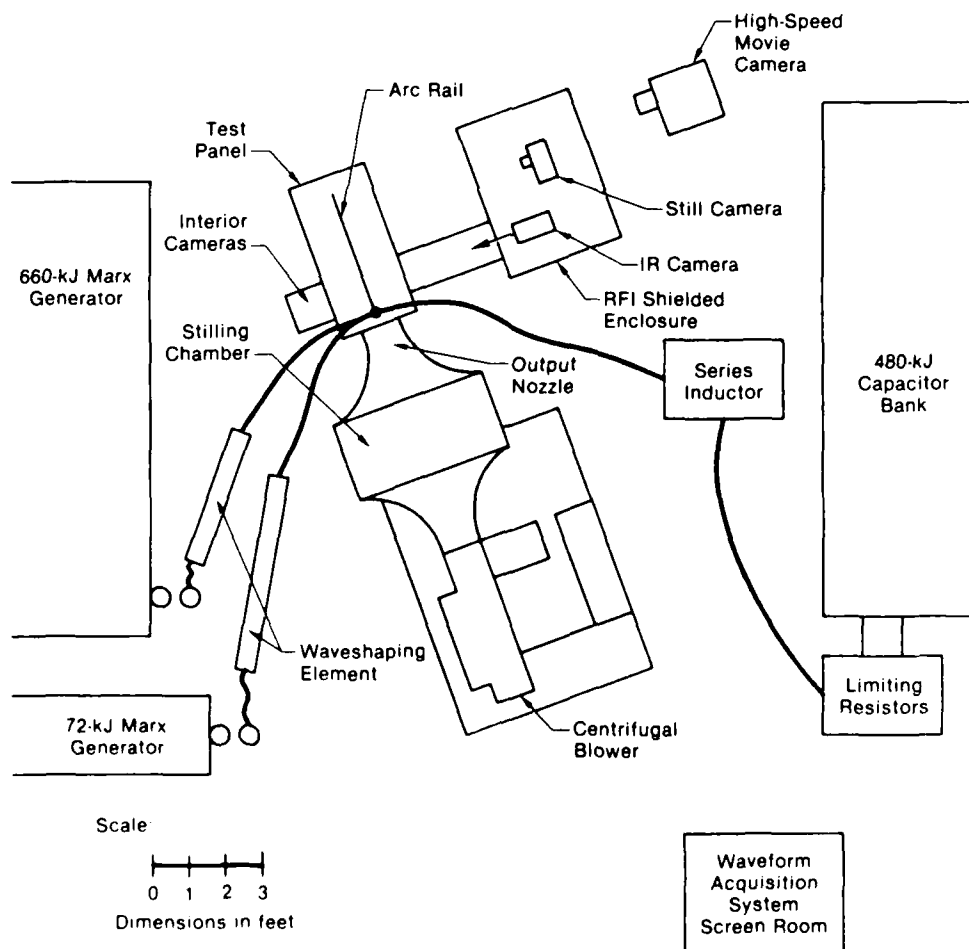 High-Speed
Movie
Camera
Arc Rail
Test
Panel
Still Camera
Interior
Cameras
IR Camera
660-kJ Marx
Generator
RFI Shielded
Enclosure
Stilling
Chamber
Output
Nozzle
Series
Inductor
480-kJ
Capacitor
Bank
Waveshaping
Element
Limiting
Resistors
72-kJ Marx
Generator
Centrifugal
Blower
Scale
0 1 2 3
Dimensions in feet
Waveform
Acquisition
System
Screen Room